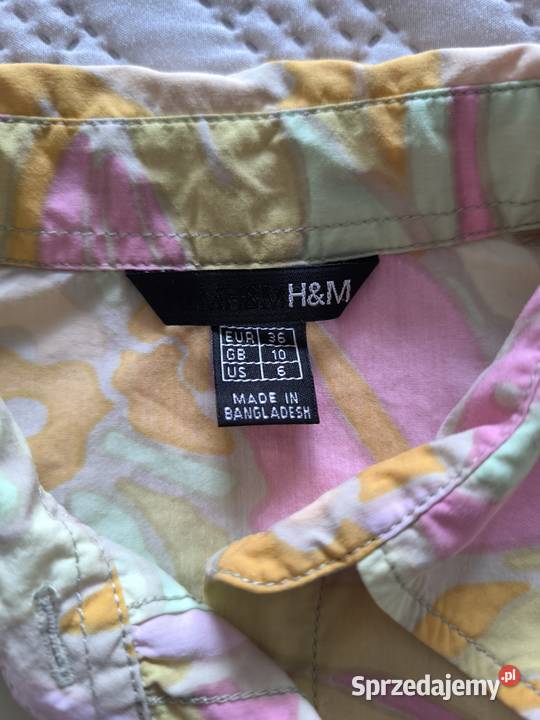 H&M
EUR 36
GB 10
US 6
MADE IN
BANGLADESH
Sprzedajemy.pl